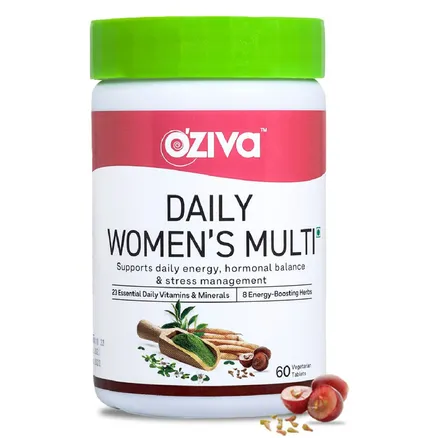 O'ZIVA™
DAILY
WOMEN'S MULTI
Supports daily energy, hormonal balance
& stress management
23 Essential Daily Vitamins & Minerals | 8 Energy-Boosting Herbs
60 Vegetarian
Tablets